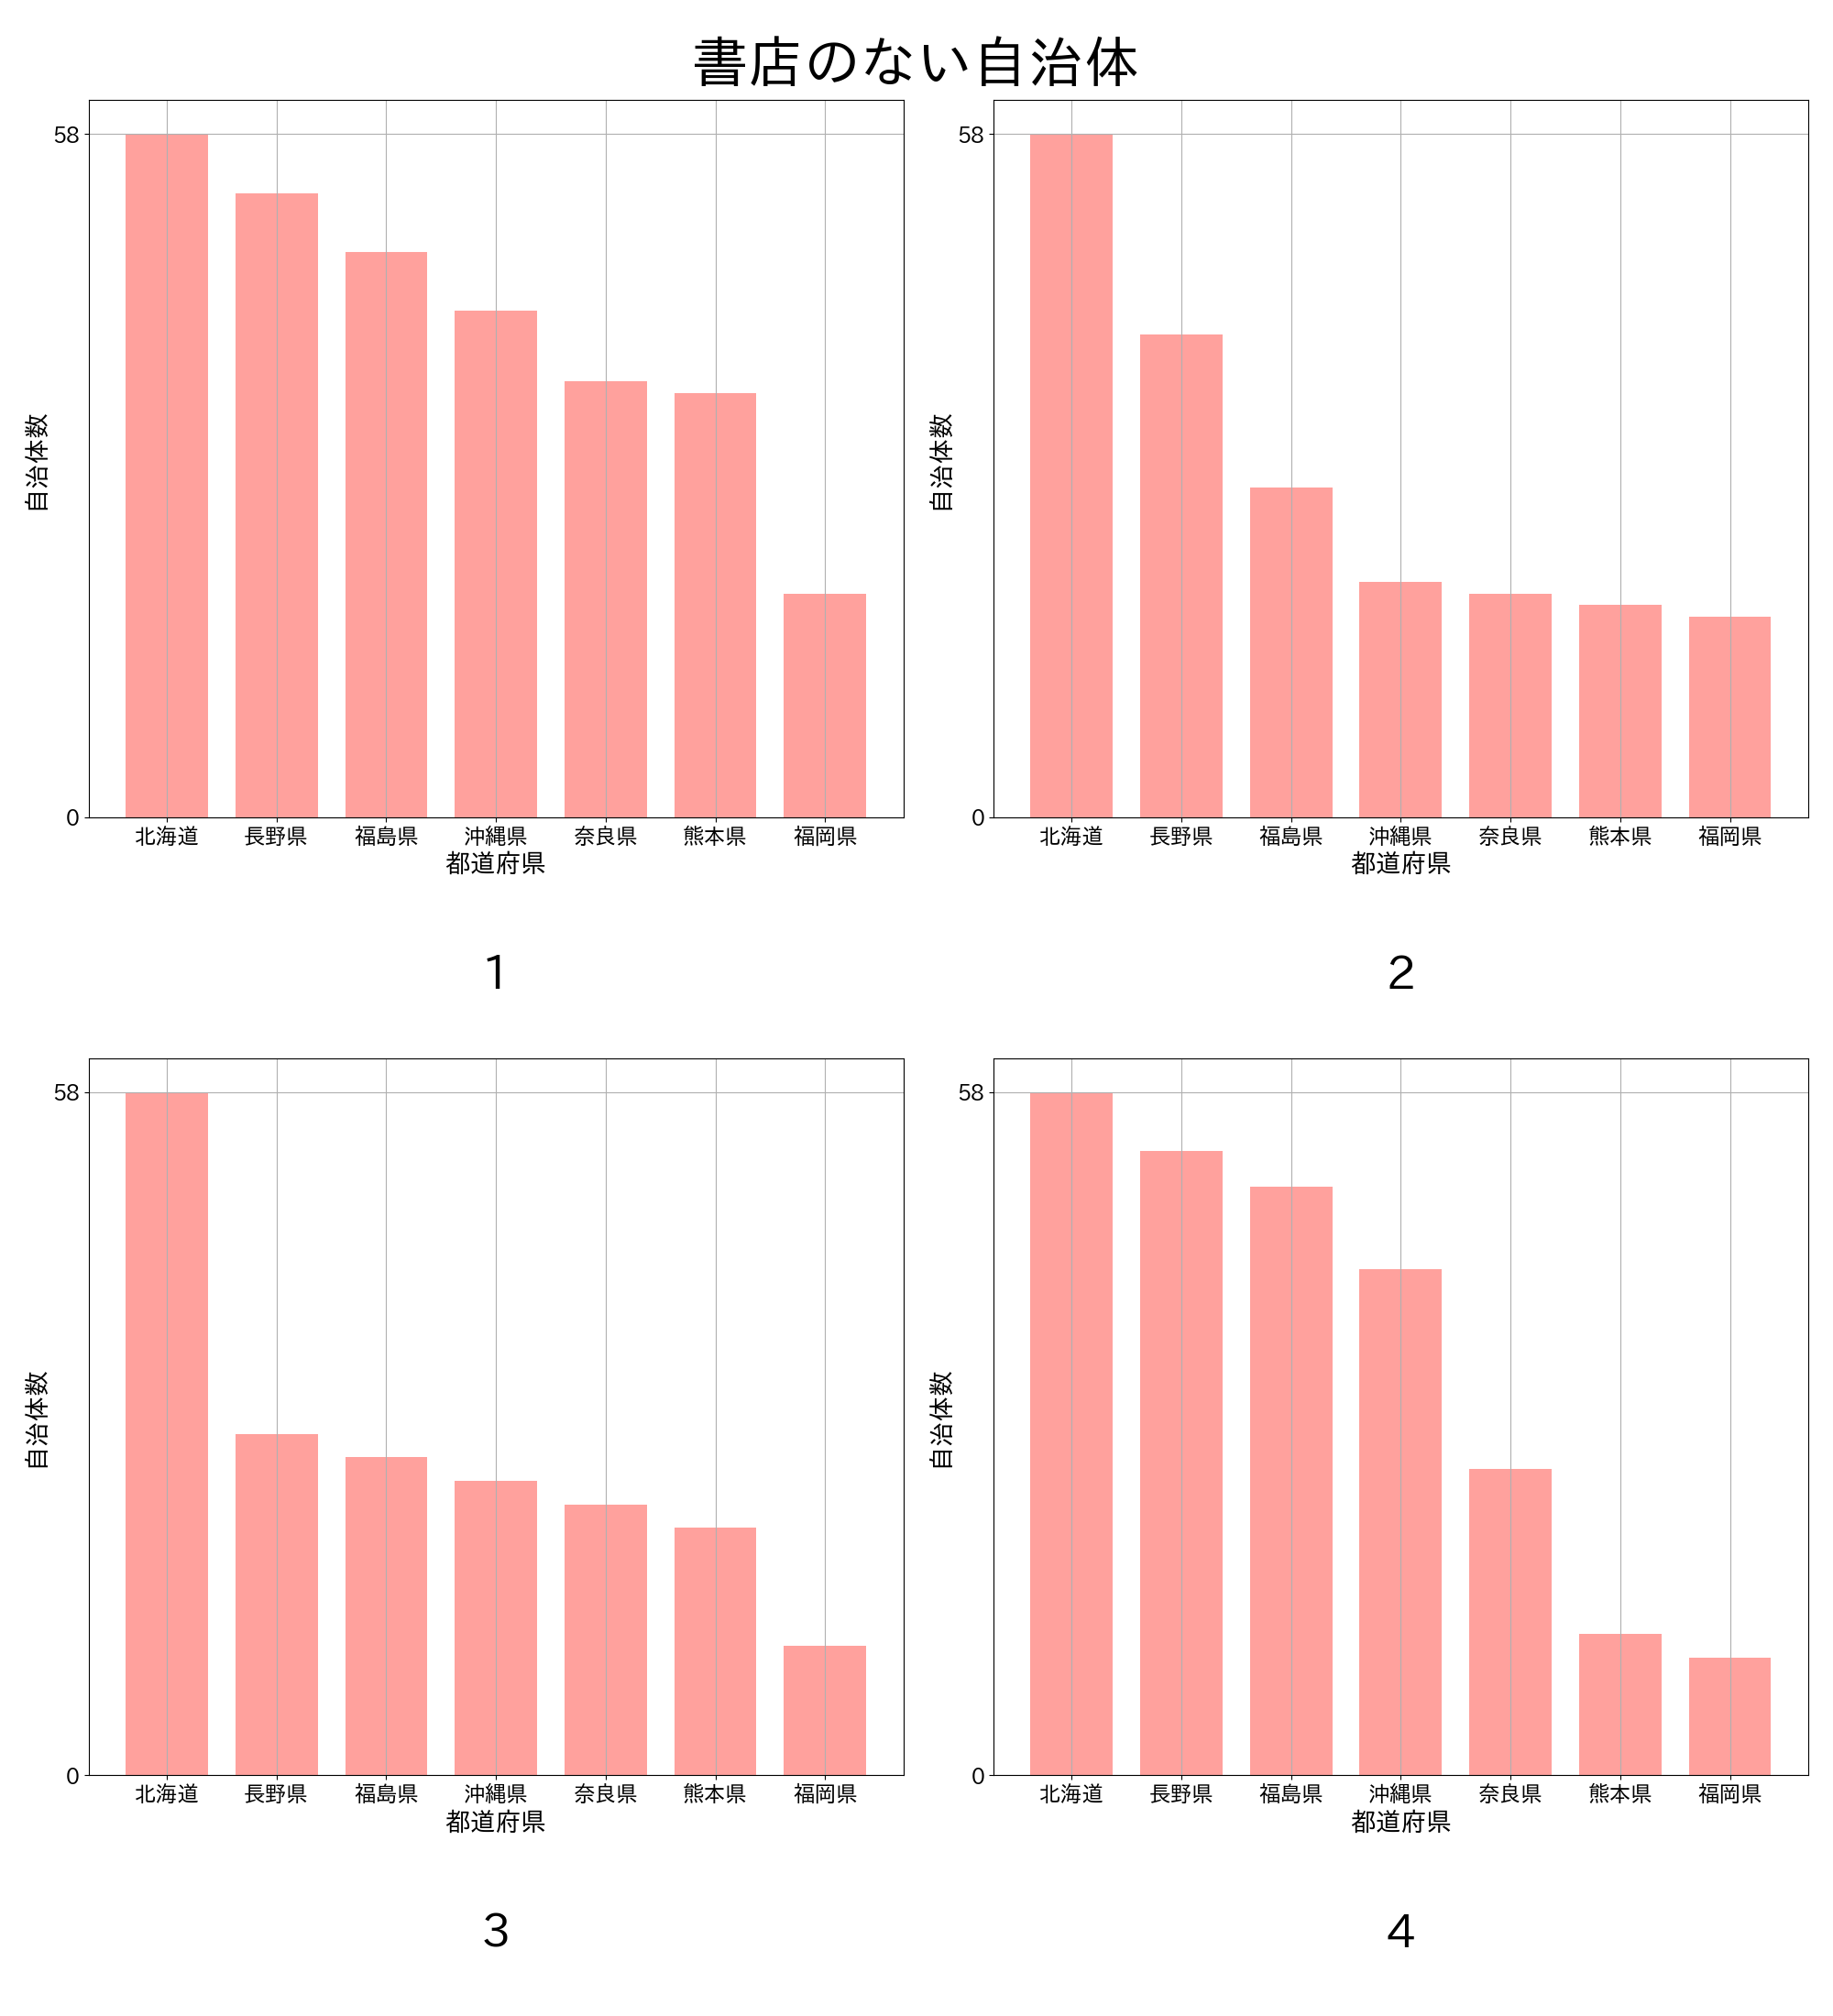 書店のない自治体
58
0
自治体数
北海道 長野県 福島県 沖縄県 奈良県 熊本県 福岡県
都道府県
1
58
0
自治体数
北海道 長野県 福島県 沖縄県 奈良県 熊本県 福岡県
都道府県
2
58
0
自治体数
北海道 長野県 福島県 沖縄県 奈良県 熊本県 福岡県
都道府県
3
58
0
自治体数
北海道 長野県 福島県 沖縄県 奈良県 熊本県 福岡県
都道府県
4